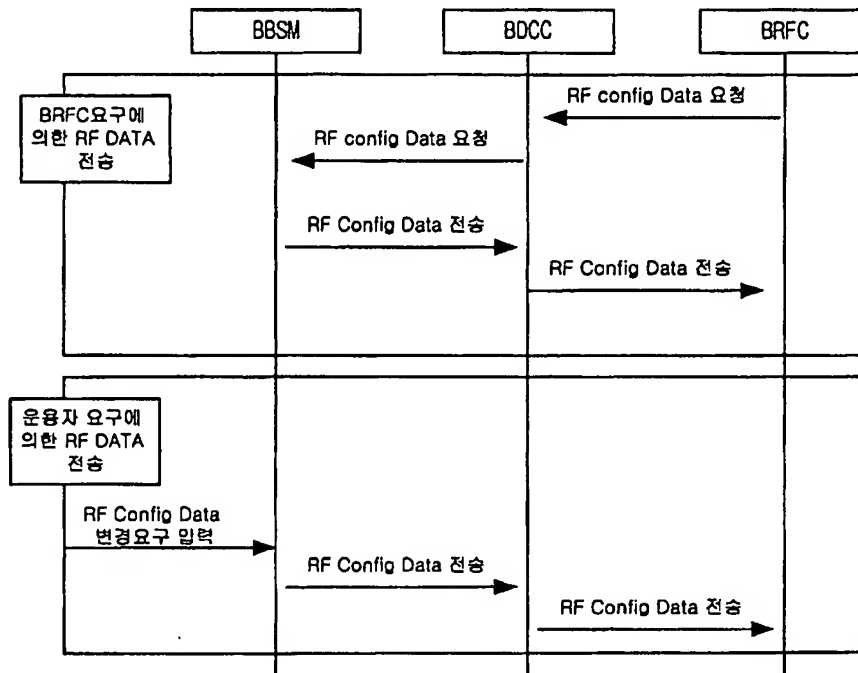 BBSM
BDCC
BRFC
BRFC요구에
의한 RF DATA
전송
RF config Data 요청
RF config Data 요청
RF Config Data 전송
RF Config Data 전송
운용자 요구에
의한 RF DATA
전송
RF Config Data
변경요구 입력
RF Config Data 전송
RF Config Data 전송